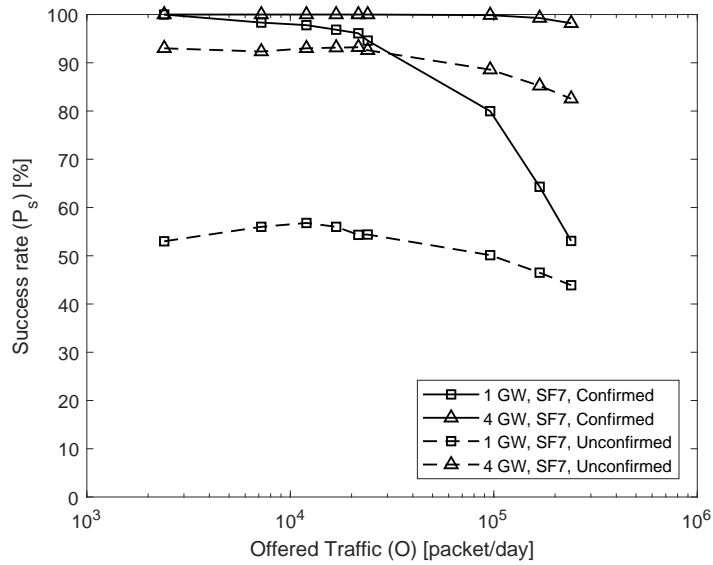 Success rate (P_s) [%]
100
90
80
70
60
50
40
30
20
10
0
1 GW, SF7, Confirmed
4 GW, SF7, Confirmed
1 GW, SF7, Unconfirmed
4 GW, SF7, Unconfirmed
10^3 10^4 10^5 10^6
Offered Traffic (O) [packet/day]